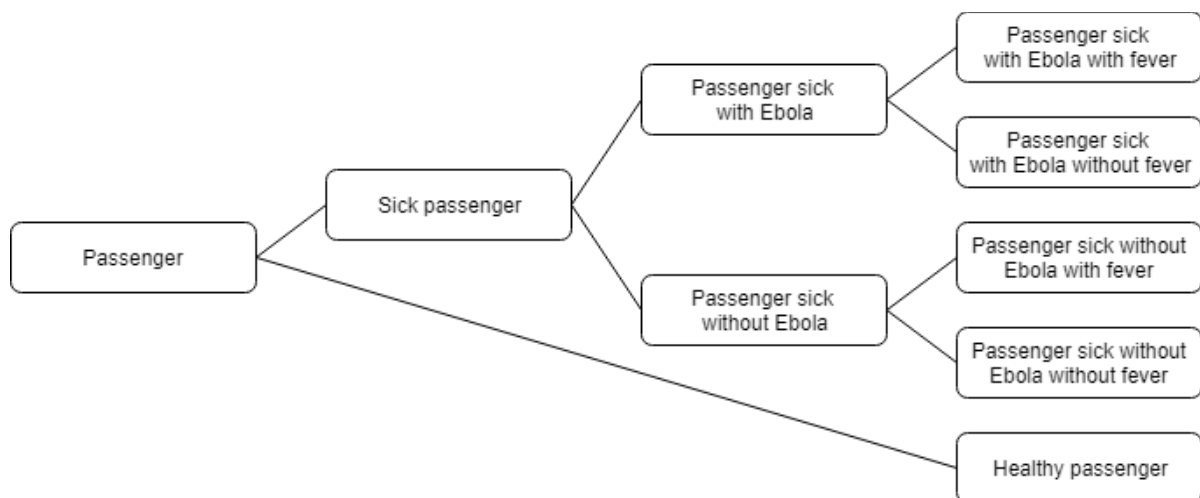 Passenger
Sick passenger
Passenger sick
with Ebola
Passenger sick
without Ebola
Passenger sick
with Ebola with fever
Passenger sick
with Ebola without fever
Passenger sick without
Ebola with fever
Passenger sick without
Ebola without fever
Healthy passenger